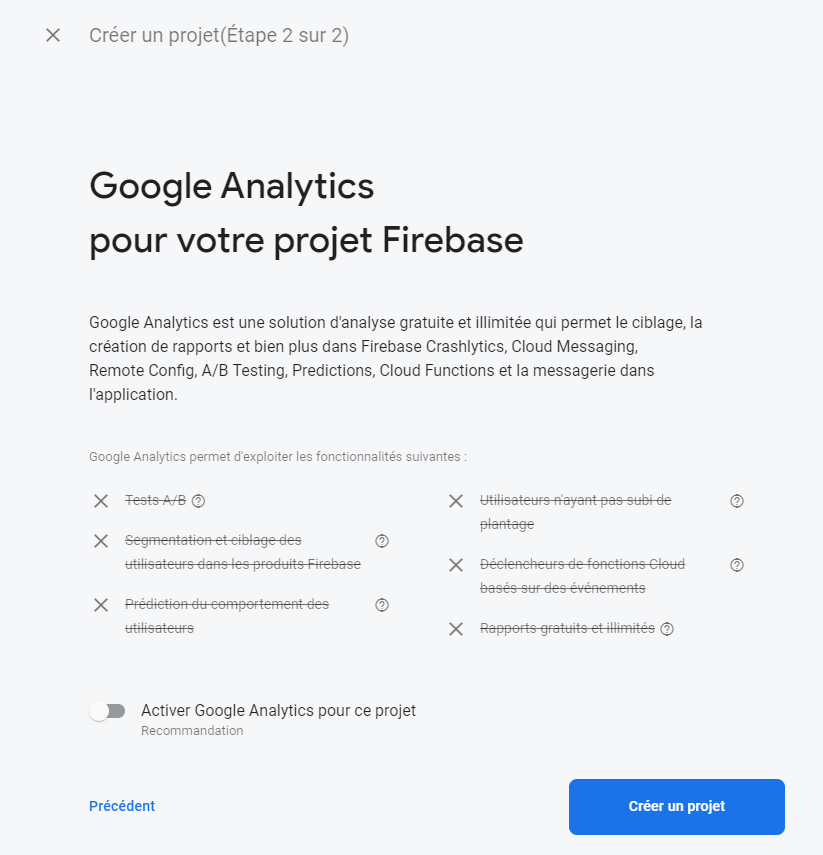 Créer un projet(Étape 2 sur 2)
Google Analytics
pour votre projet Firebase
Google Analytics est une solution d'analyse gratuite et illimitée qui permet le ciblage, la
création de rapports et bien plus dans Firebase Crashlytics, Cloud Messaging,
Remote Config, A/B Testing, Predictions, Cloud Functions et la messagerie dans
l'application.
Google Analytics permet d'exploiter les fonctionnalités suivantes :
Tests A/B
Segmentation et ciblage des
utilisateurs dans les produits Firebase
Prédiction du comportement des
utilisateurs
Utilisateurs n'ayant pas subi de
plantage
Déclencheurs de fonctions Cloud
basés sur des événements
Rapports gratuits et illimités
Activer Google Analytics pour ce projet
Recommandation
Précédent
Créer un projet